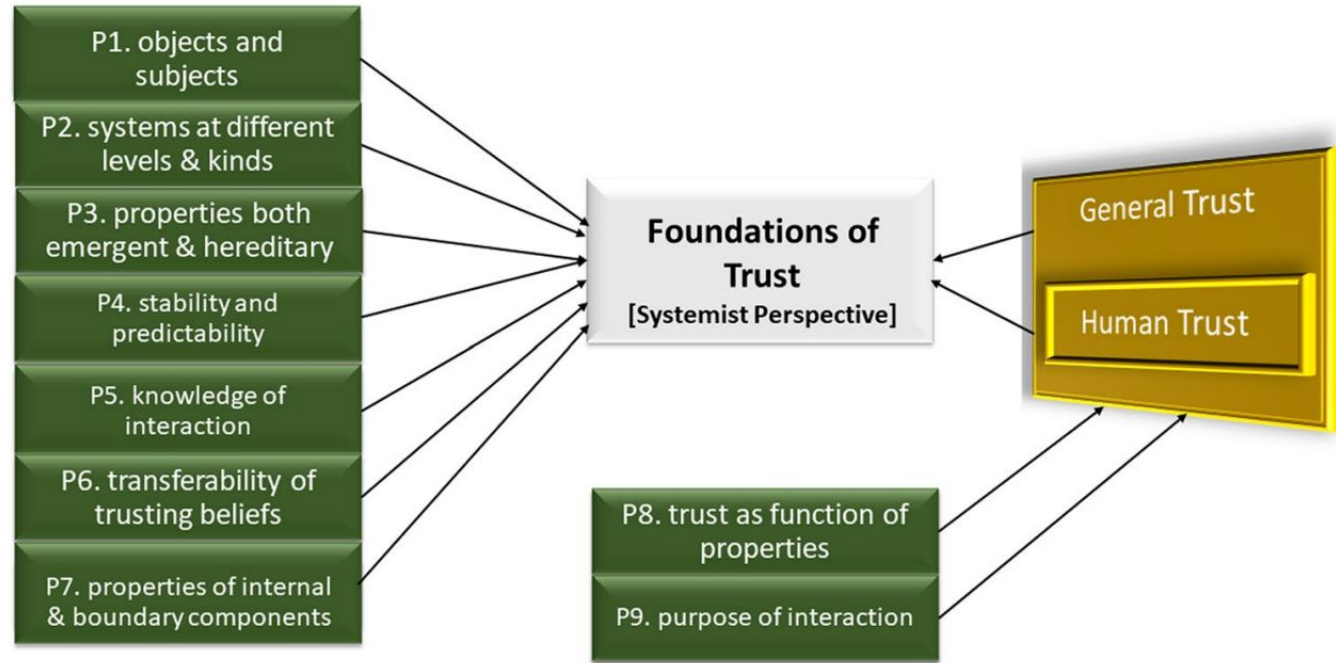 P1. objects and
subjects
P2. systems at different
levels & kinds
P3. properties both
emergent & hereditary
P4. stability and
predictability
P5. knowledge of
interaction
P6. transferability of
trusting beliefs
P7. properties of internal
& boundary components
Foundations of
Trust
[Systemist Perspective]
General Trust
Human Trust
P8. trust as function of
properties
P9. purpose of interaction